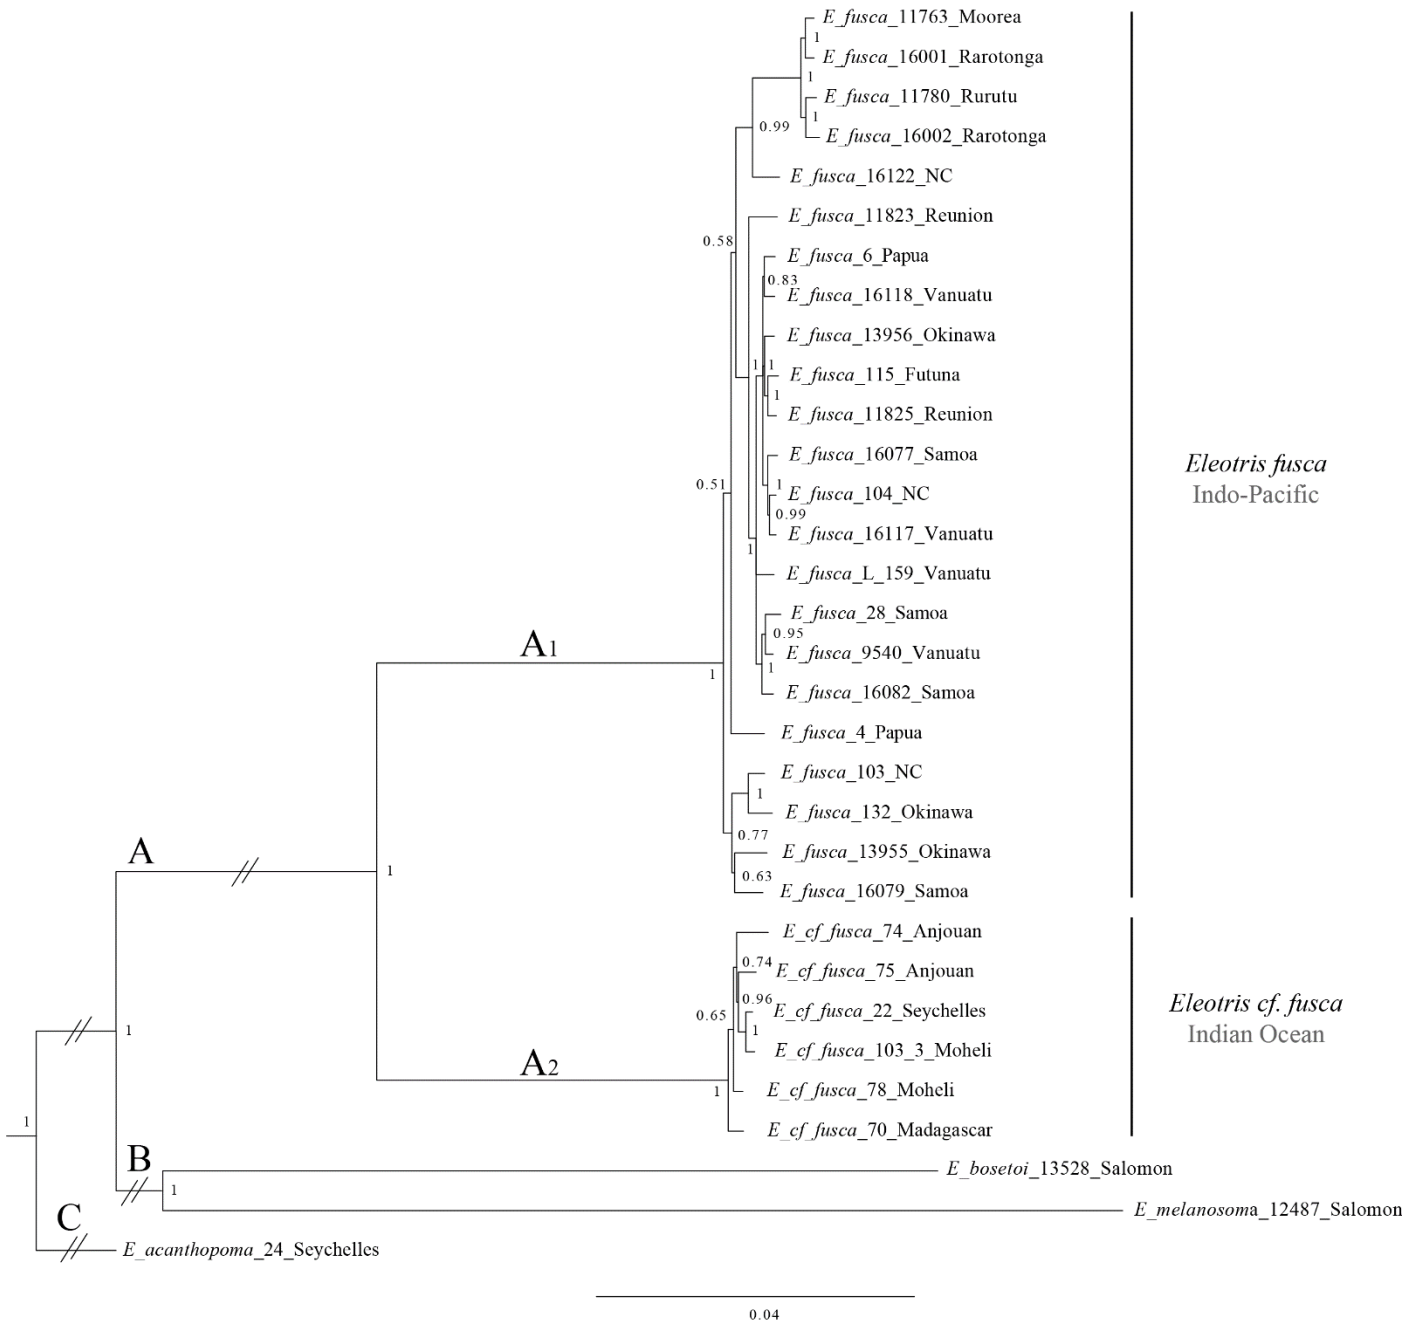 E_fusca_11763_Moorea
1
E_fusca_16001_Rarotonga
1
E_fusca_11780_Rurutu
1
0.99
E_fusca_16002_Rarotonga
E_fusca_16122_NC
E_fusca_11823_Reunion
0.58
E_fusca_6_Papua
0.83
E_fusca_16118_Vanuatu
E_fusca_13956_Okinawa
1
1
E_fusca_115_Futuna
1
E_fusca_11825_Reunion
E_fusca_16077_Samoa
Eleotris fusca
Indo-Pacific
0.51
1
E_fusca_104_NC
0.99
E_fusca_16117_Vanuatu
1
E_fusca_L_159_Vanuatu
E_fusca_28_Samoa
0.95
A1
E_fusca_9540_Vanuatu
1
1
E_fusca_16082_Samoa
E_fusca_4_Papua
E_fusca_103_NC
1
E_fusca_132_Okinawa
0.77
A
E_fusca_13955_Okinawa
1
0.63
E_fusca_16079_Samoa
E_cf_fusca_74_Anjouan
0.74
E_cf_fusca_75_Anjouan
0.96
Eleotris cf. fusca
Indian Ocean
0.65
E_cf_fusca_22_Seychelles
1
1
E_cf_fusca_103_3_Moheli
A2
1
E_cf_fusca_78_Moheli
1
E_cf_fusca_70_Madagascar
B
E_bosetoi_13528_Salomon
1
E_melanosoma_12487_Salomon
C
E_acanthopoma_24_Seychelles
0.04